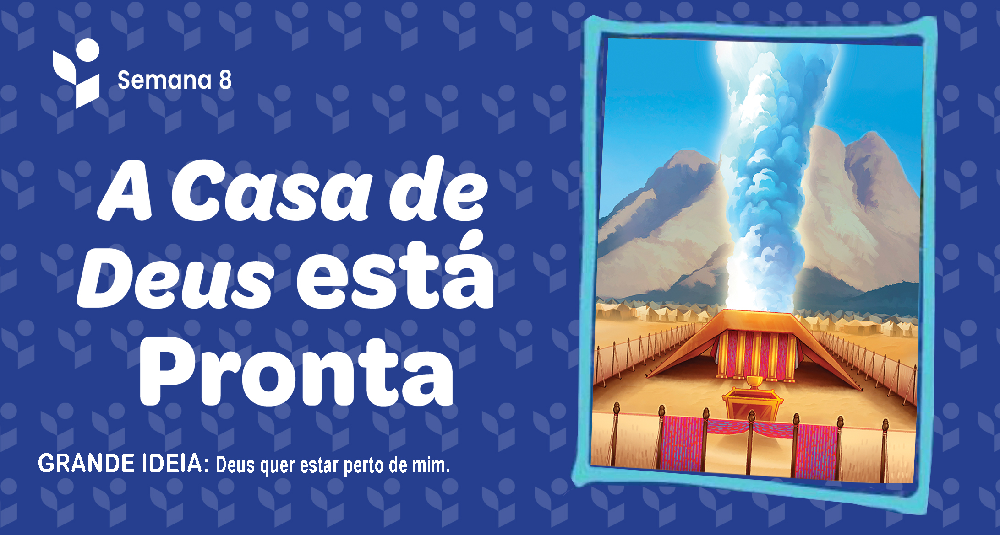 Semana 8
A Casa de
Deus está
Pronta
GRANDE IDEIA: Deus quer estar perto de mim.